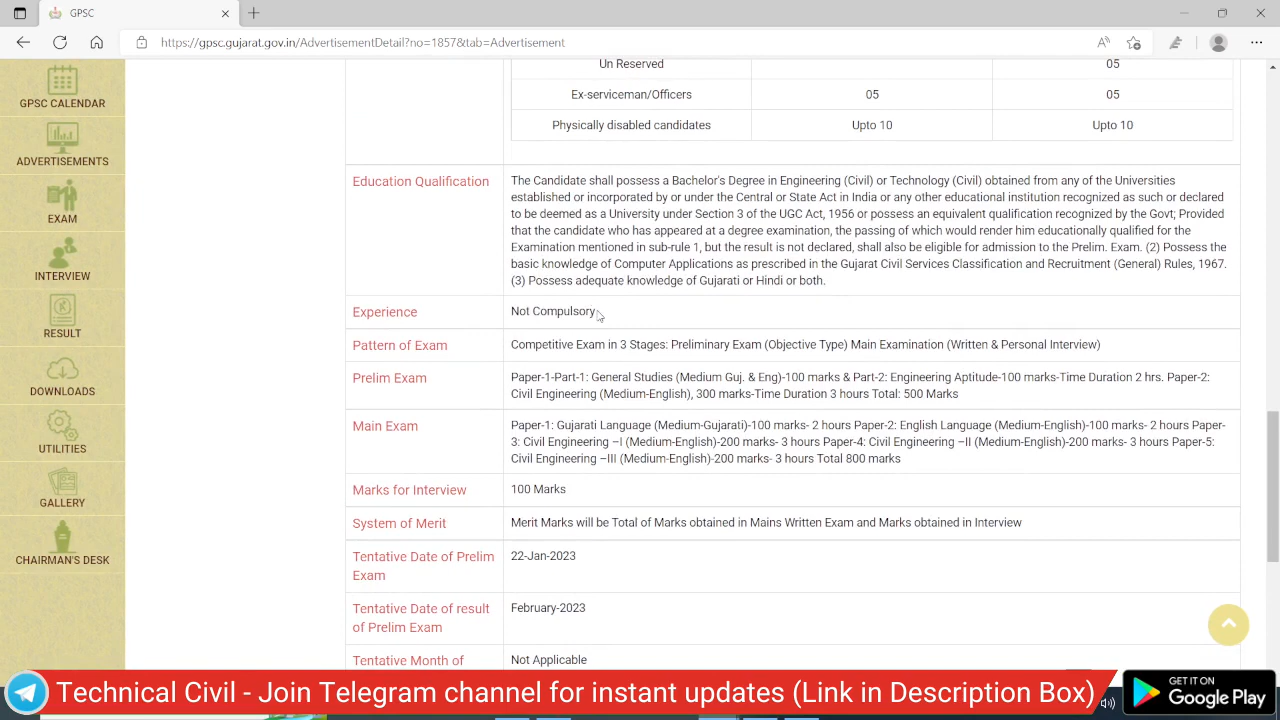 GPSC
https://gpsc.gujarat.gov.in/AdvertisementDetail?no=1857&tab=Advertisement
GPSC CALENDAR
ADVERTISEMENTS
EXAM
INTERVIEW
RESULT
DOWNLOADS
UTILITIES
GALLERY
CHAIRMAN'S DESK
Un Reserved 05
Ex-serviceman/Officers 05 05
Physically disabled candidates Upto 10 Upto 10
Education Qualification
The Candidate shall possess a Bachelor's Degree in Engineering (Civil) or Technology (Civil) obtained from any of the Universities
established or incorporated by or under the Central or State Act in India or any other educational institution recognized as such or declared
to be deemed as a University under Section 3 of the UGC Act, 1956 or possess an equivalent qualification recognized by the Govt; Provided
that the candidate who has appeared at a degree examination, the passing of which would render him educationally qualified for the
Examination mentioned in sub-rule 1, but the result is not declared, shall also be eligible for admission to the Prelim. Exam. (2) Possess the
basic knowledge of Computer Applications as prescribed in the Gujarat Civil Services Classification and Recruitment (General) Rules, 1967.
(3) Possess adequate knowledge of Gujarati or Hindi or both.
Experience Not Compulsory
Pattern of Exam Competitive Exam in 3 Stages: Preliminary Exam (Objective Type) Main Examination (Written & Personal Interview)
Prelim Exam Paper-1-Part-1: General Studies (Medium Guj. & Eng)-100 marks & Part-2: Engineering Aptitude-100 marks-Time Duration 2 hrs. Paper-2:
Civil Engineering (Medium-English), 300 marks-Time Duration 3 hours Total: 500 Marks
Main Exam Paper-1: Gujarati Language (Medium-Gujarati)-100 marks- 2 hours Paper-2: English Language (Medium-English)-100 marks- 2 hours Paper-
3: Civil Engineering –I (Medium-English)-200 marks- 3 hours Paper-4: Civil Engineering –II (Medium-English)-200 marks- 3 hours Paper-5:
Civil Engineering –III (Medium-English)-200 marks- 3 hours Total 800 marks
Marks for Interview 100 Marks
System of Merit Merit Marks will be Total of Marks obtained in Mains Written Exam and Marks obtained in Interview
Tentative Date of Prelim 22-Jan-2023
Exam
Tentative Date of result February-2023
of Prelim Exam
Tentative Month of Not Applicable
Technical Civil - Join Telegram channel for instant updates (Link in Description Box)
GET IT ON
Google Play